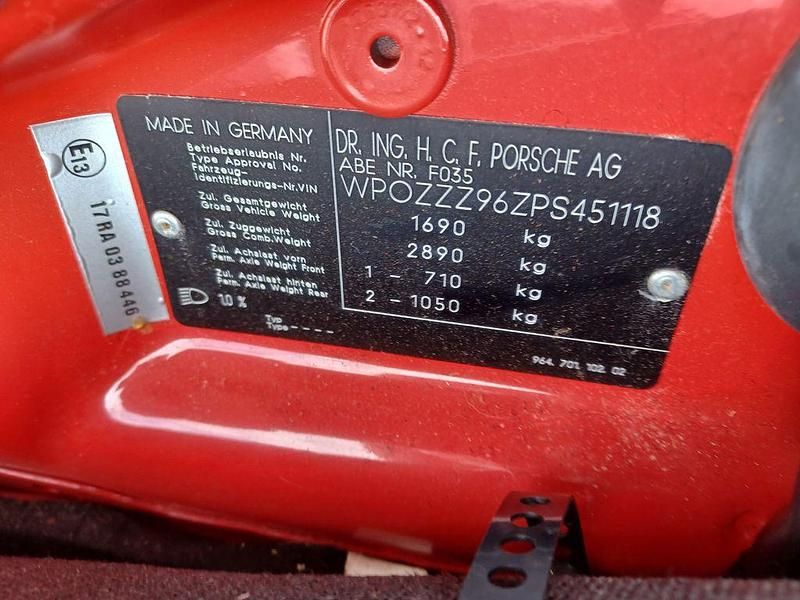 E13
17RA 03 88446
MADE IN GERMANY
DR. ING. H. C. F. PORSCHE AG
Betriebserlaubnis Nr.
Type Approval No.
ABE NR. F035
Fahrzeug-
Identifizierungs-Nr.VIN
WPOZZZ96ZPS451118
Zul. Gesamtgewicht
Gross Vehicle Weight
1690 kg
Zul. Zuggewicht
Gross Comb.Weight
2890 kg
Zul. Achslast vorn
Perm. Axle Weight Front
1 - 710 kg
Zul. Achslast hinten
Perm. Axle Weight Rear
2 - 1050 kg
1.0 %
Typ
Type - - - -
964. 701. 102. 02